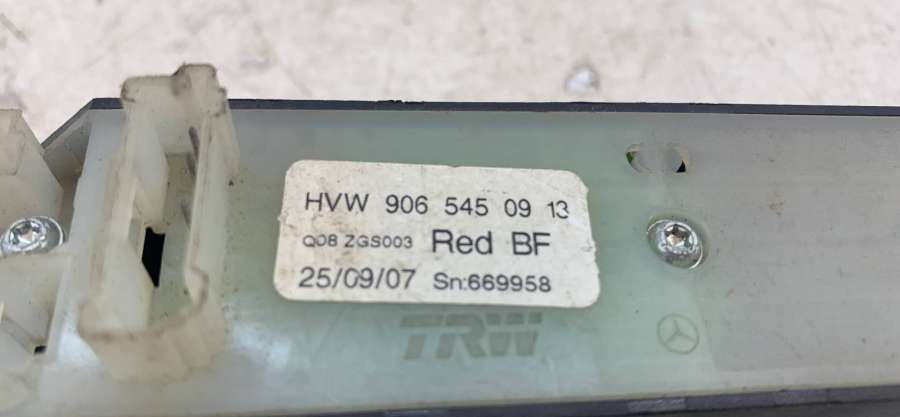 HVW 906 545 09 13
Q08 ZGS003 Red BF
25/09/07 Sn:669958
TRW